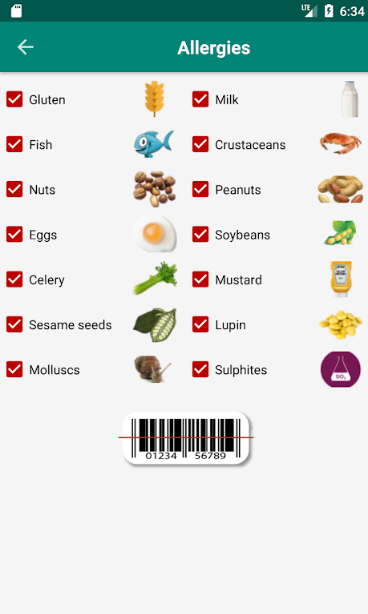 LTE 6:34
Allergies
Gluten Milk
Fish Crustaceans
Nuts Peanuts
Eggs Soybeans
Celery Mustard
Sesame seeds Lupin
Molluscs Sulphites
SO₂
01234 56789